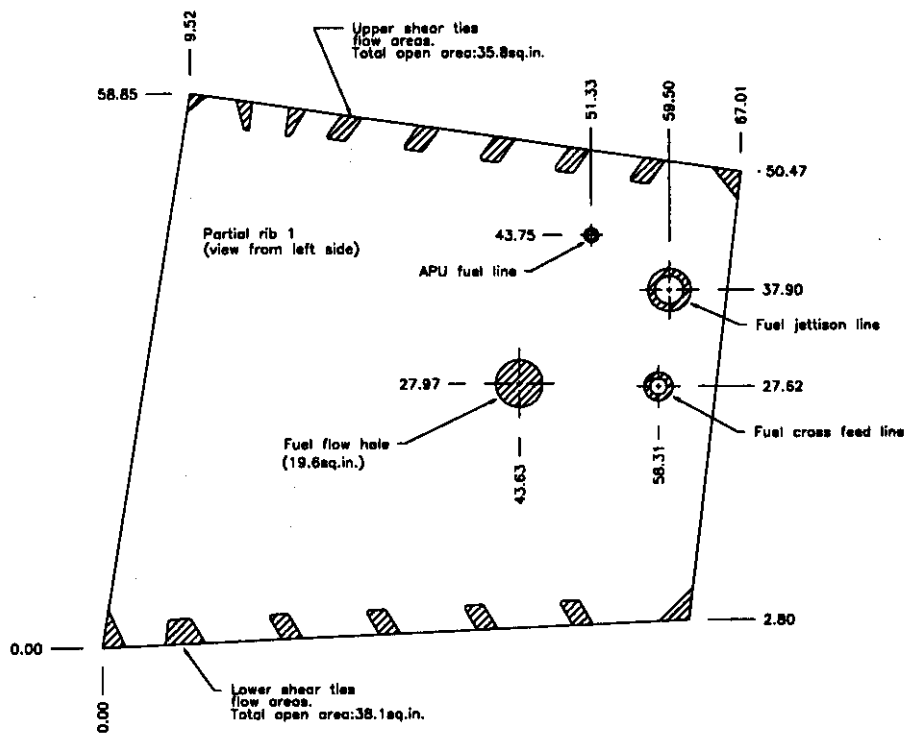 9.52
Upper shear ties
flow areas.
Total open area:35.8sq.in.
58.85
51.33
59.50
67.01
50.47
Partial rib 1
(view from left side)
43.75
APU fuel line
37.90
Fuel jettison line
27.97
27.62
Fuel flow hole
(19.6sq.in.)
43.63
58.31
Fuel cross feed line
2.80
0.00
0.00
Lower shear ties
flow areas.
Total open area:38.1sq.in.